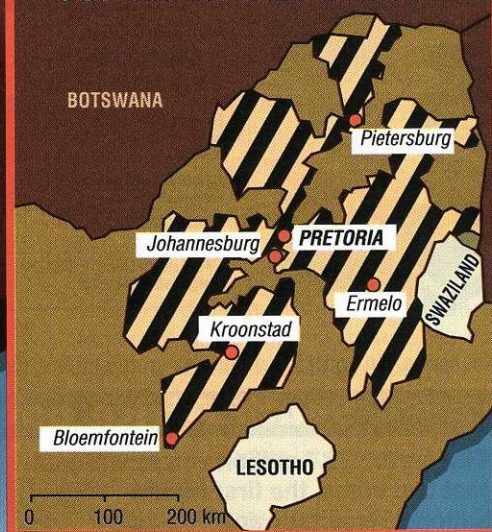 BOTSWANA
Pietersburg
Johannesburg
PRETORIA
Ermelo
SWAZILAND
Kroonstad
Bloemfontein
LESOTHO
0 100 200 km